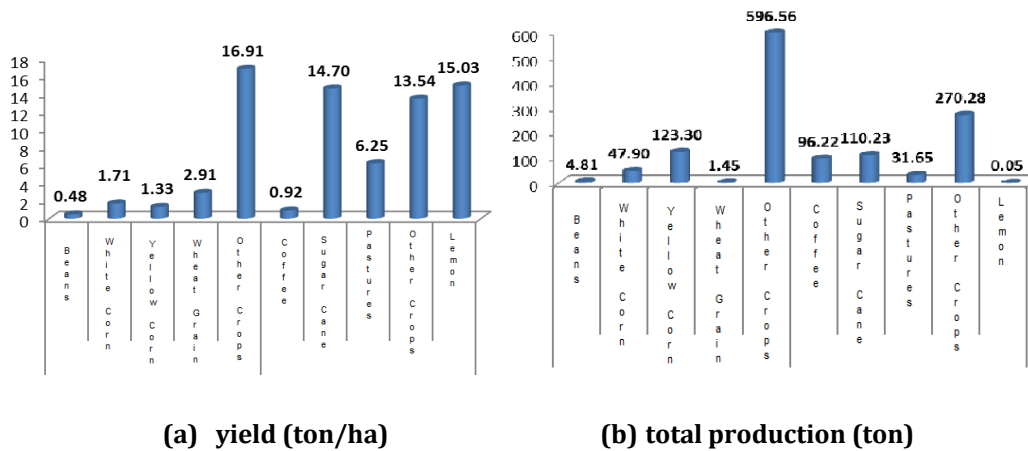 18
16
14
12
10
8
6
4
2
0
0.48
1.71
1.33
2.91
16.91
0.92
14.70
6.25
13.54
15.03
Beans
White Corn
Yellow Corn
Wheat Grain
Other Crops
Coffee
Sugar Cane
Pastures
Other Crops
Lemon
(a) yield (ton/ha)
600
500
400
300
200
100
0
4.81
47.90
123.30
1.45
596.56
96.22
110.23
31.65
270.28
0.05
Beans
White Corn
Yellow Corn
Wheat Grain
Other Crops
Coffee
Sugar Cane
Pastures
Other Crops
Lemon
(b) total production (ton)